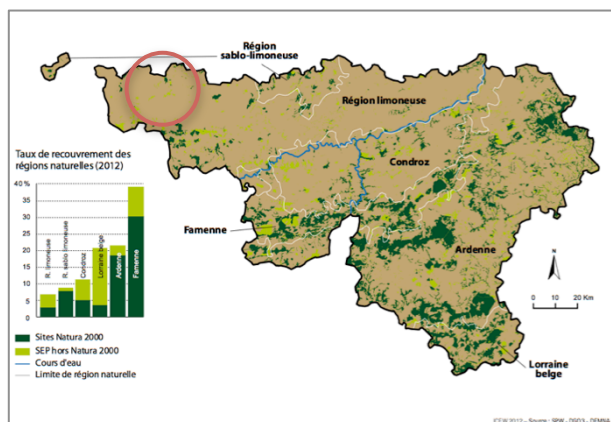 Région
sablo-limoneuse
Région limoneuse
Condroz
Famenne
Ardenne
Lorraine
belge
N
0 10 20 Km
Taux de recouvrement des
régions naturelles (2012)
40 %
35
30
25
20
15
10
5
0
R. limoneuse
R. sablo limoneuse
Condroz
Lorraine belge
Ardenne
Famenne
Sites Natura 2000
SEP hors Natura 2000
Cours d'eau
Limite de région naturelle